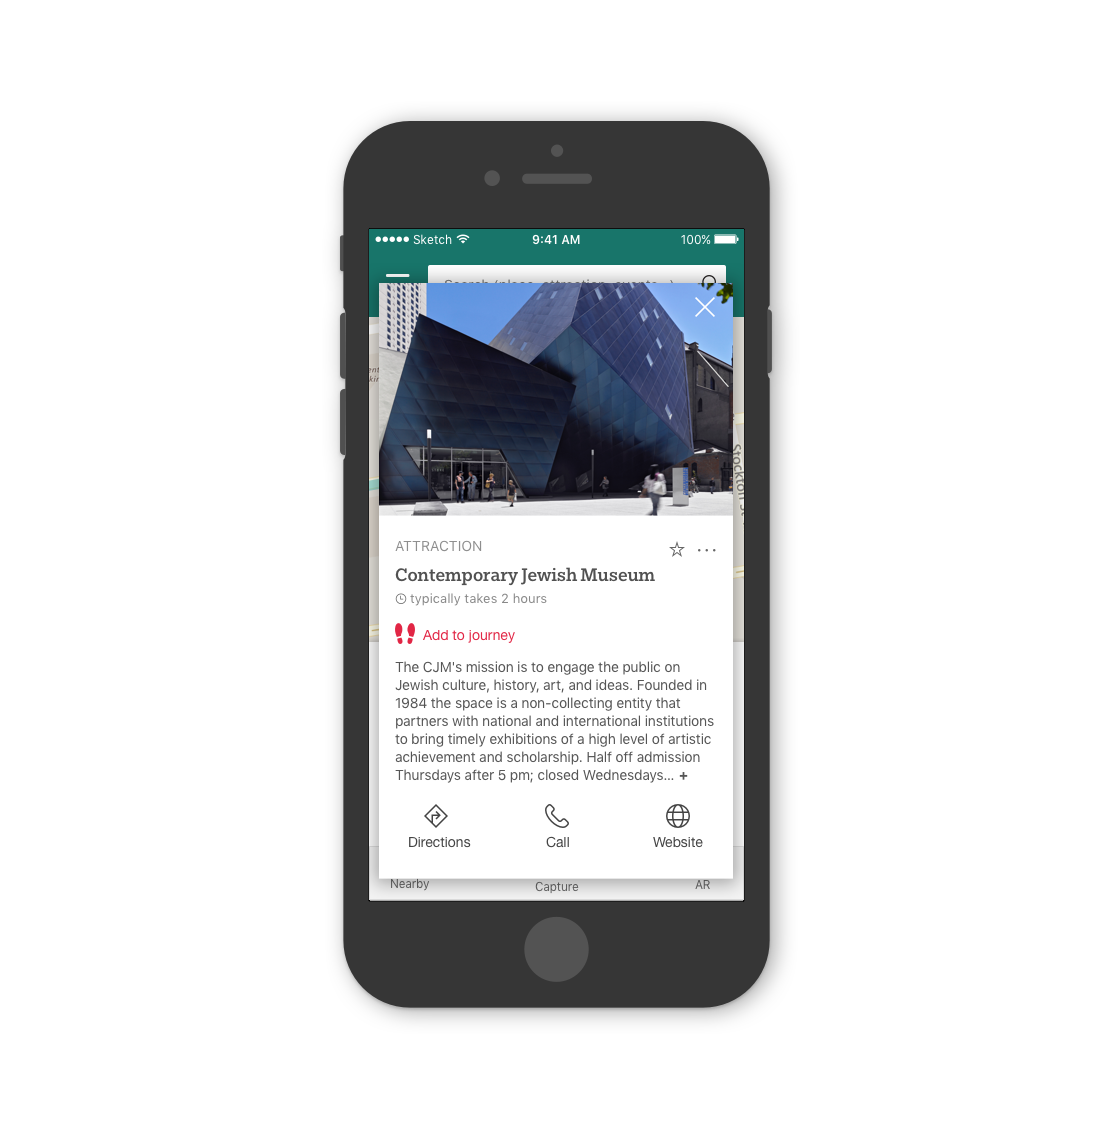 Sketch 9:41 AM 100%
Search (place, attraction, events...)
ATTRACTION
Contemporary Jewish Museum
typically takes 2 hours
Add to journey
The CJM's mission is to engage the public on
Jewish culture, history, art, and ideas. Founded in
1984 the space is a non-collecting entity that
partners with national and international institutions
to bring timely exhibitions of a high level of artistic
achievement and scholarship. Half off admission
Thursdays after 5 pm; closed Wednesdays... +
Directions Call Website
Nearby Capture AR
Stockton St